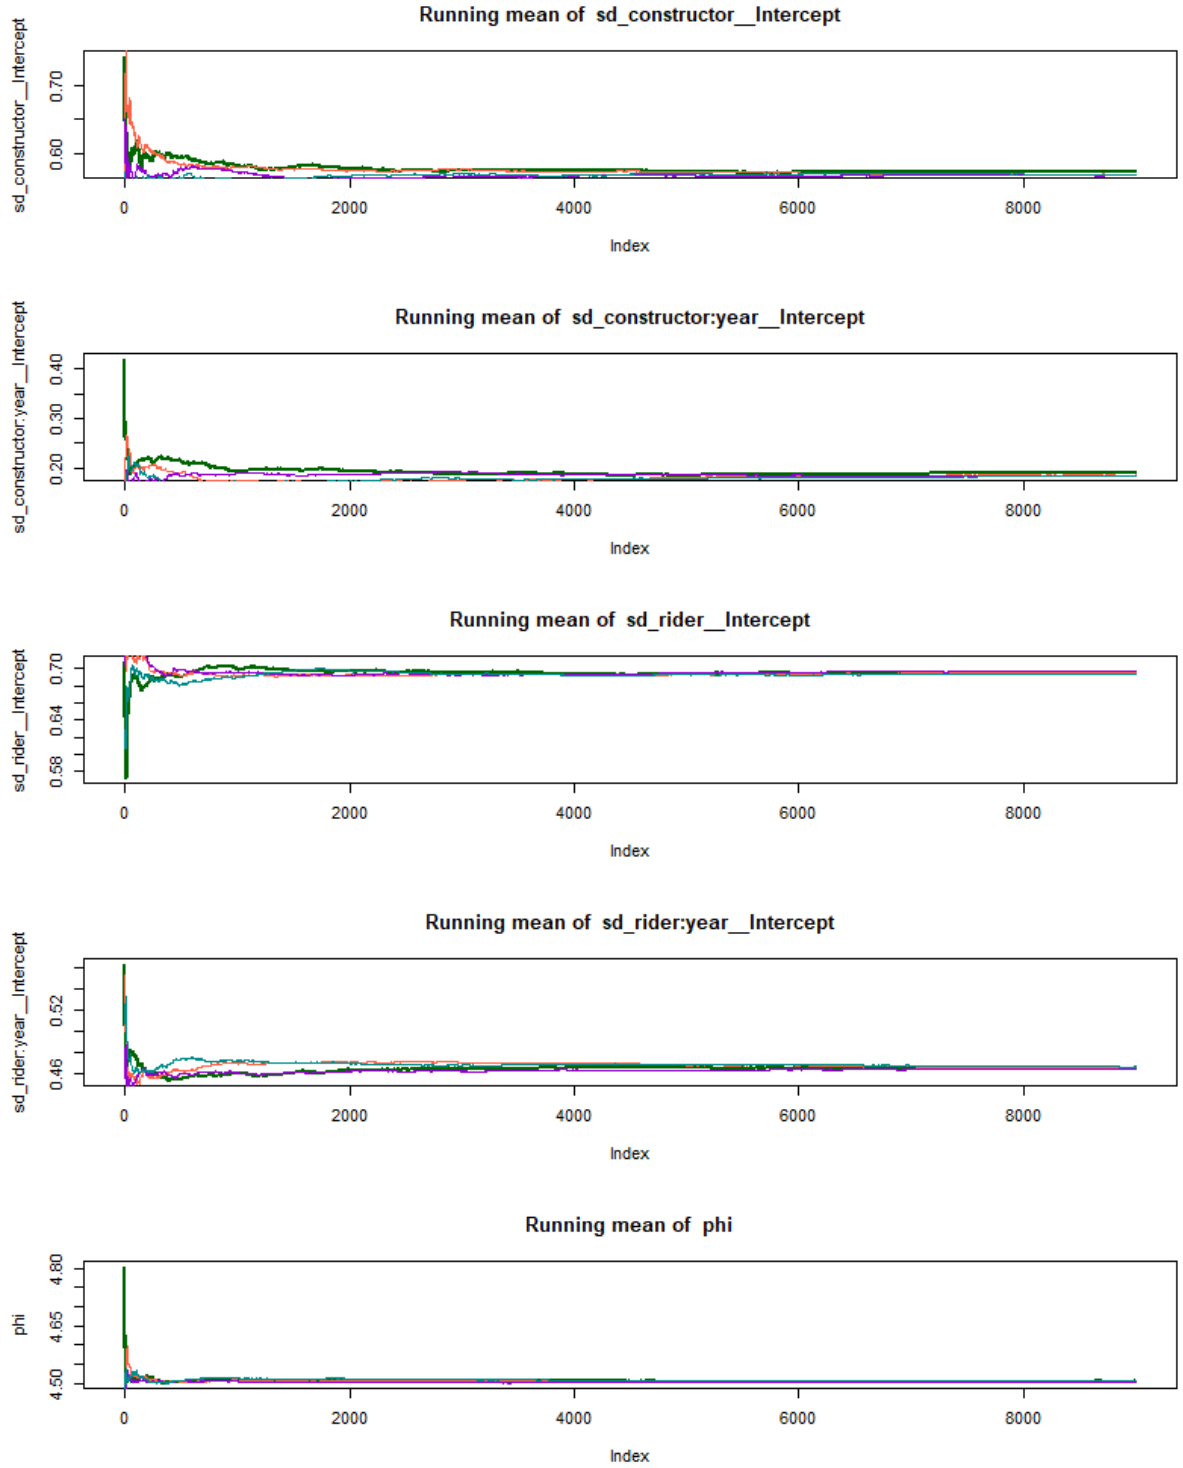 Running mean of sd_constructor__Intercept
sd_constructor__Intercept
0.70
0.60
0 2000 4000 6000 8000
Index
Running mean of sd_constructor:year__Intercept
sd_constructor:year__Intercept
0.40
0.30
0.20
0 2000 4000 6000 8000
Index
Running mean of sd_rider__Intercept
sd_rider__Intercept
0.70
0.64
0.58
0 2000 4000 6000 8000
Index
Running mean of sd_rider:year__Intercept
sd_rider:year__Intercept
0.52
0.46
0 2000 4000 6000 8000
Index
Running mean of phi
phi
4.80
4.65
4.50
0 2000 4000 6000 8000
Index